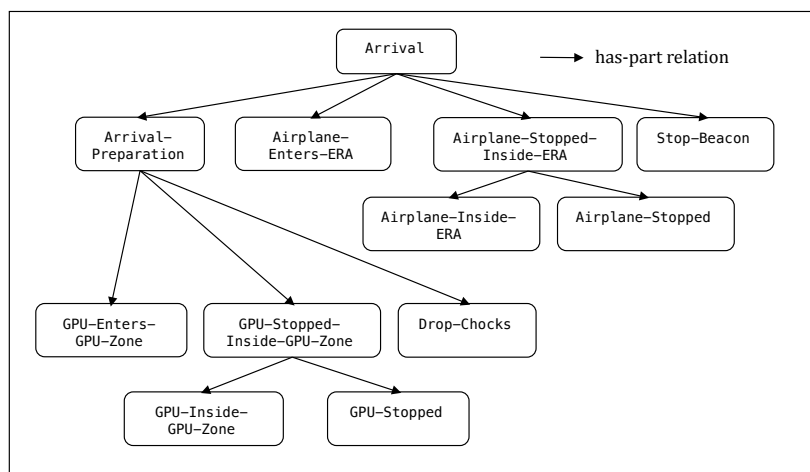 Arrival
has-part relation
Arrival-
Preparation
Airplane-
Enters-ERA
Airplane-Stopped-
Inside-ERA
Stop-Beacon
Airplane-Inside-
ERA
Airplane-Stopped
GPU-Enters-
GPU-Zone
GPU-Stopped-
Inside-GPU-Zone
Drop-Chocks
GPU-Inside-
GPU-Zone
GPU-Stopped